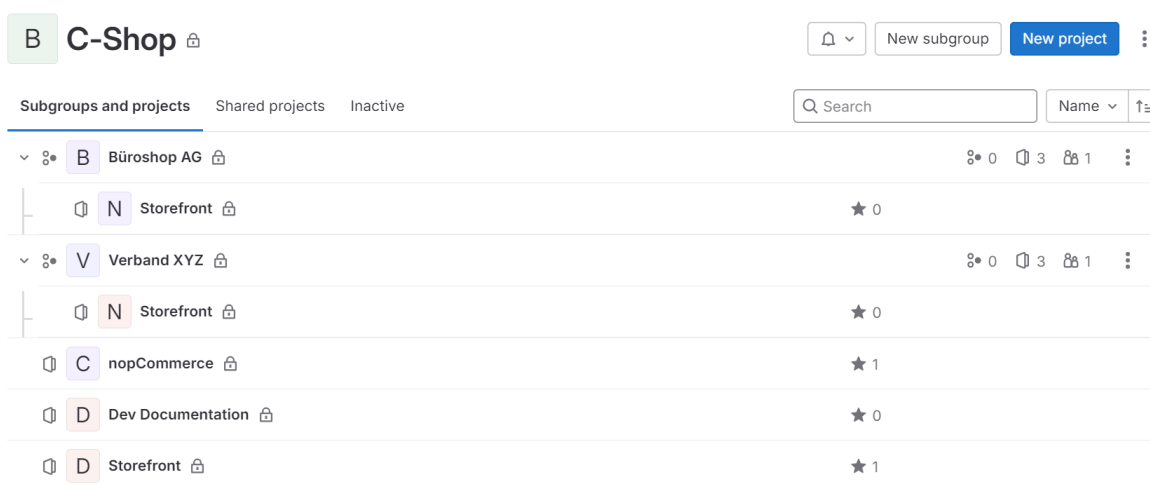 B C-Shop New subgroup New project
Subgroups and projects Shared projects Inactive Search Name
B Büroshop AG 0 3 1
N Storefront 0
V Verband XYZ 0 3 1
N Storefront 0
C nopCommerce 1
D Dev Documentation 0
D Storefront 1